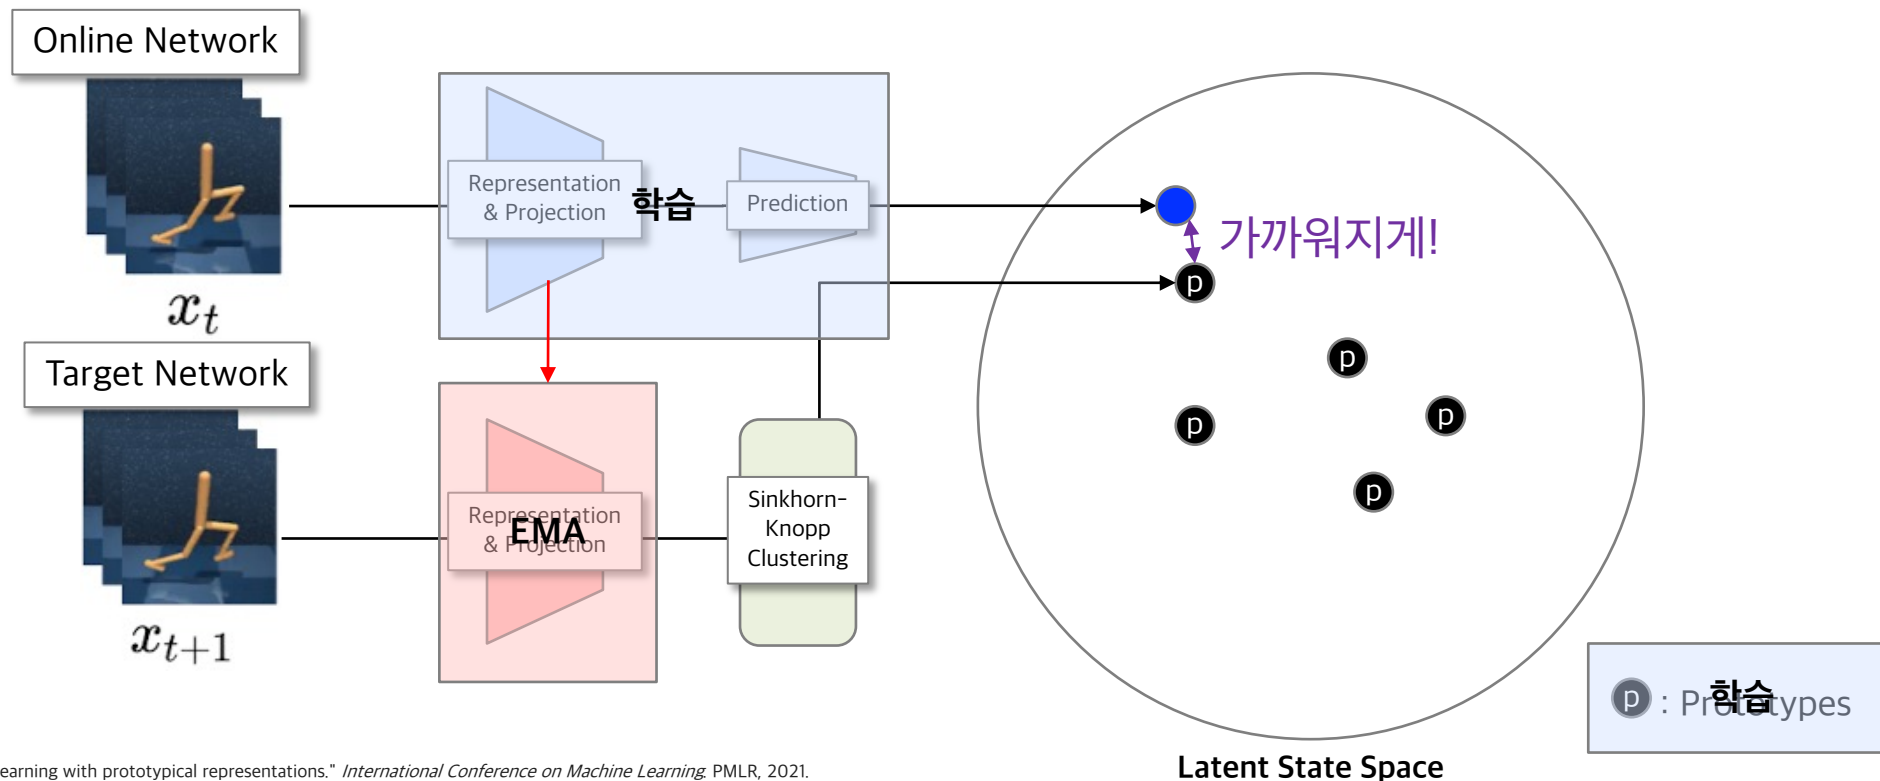 Online Network
x_t
Representation
& Projection
학습
Prediction
가까워지게!
p
p
p
p
p
Target Network
x_{t+1}
Representation
& Projection
EMA
Sinkhorn-
Knopp
Clustering
p : Prototypes
학습
Latent State Space
earning with prototypical representations." International Conference on Machine Learning. PMLR, 2021.